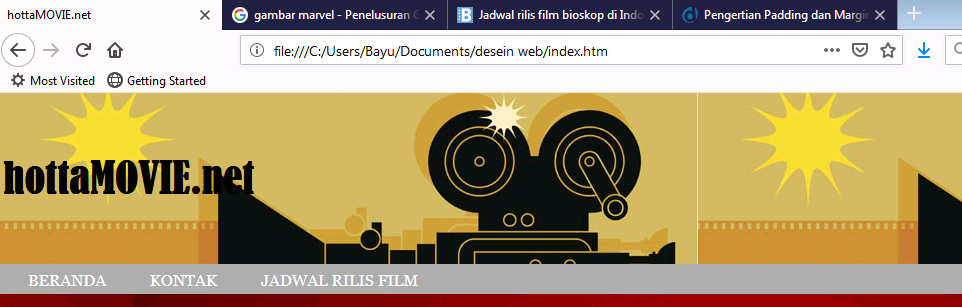 hottaMOVIE.net
gambar marvel - Penelusuran G
Jadwal rilis film bioskop di Indo
Pengertian Padding dan Margin
file:///C:/Users/Bayu/Documents/desein web/index.htm
Most Visited Getting Started
hottaMOVIE.net
BERANDA KONTAK JADWAL RILIS FILM